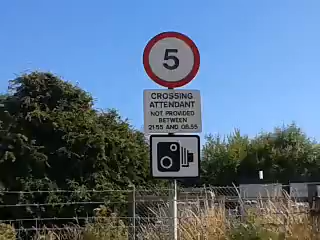 5
CROSSING
ATTENDANT
NOT PROVIDED
BETWEEN
21:55 AND 05:55